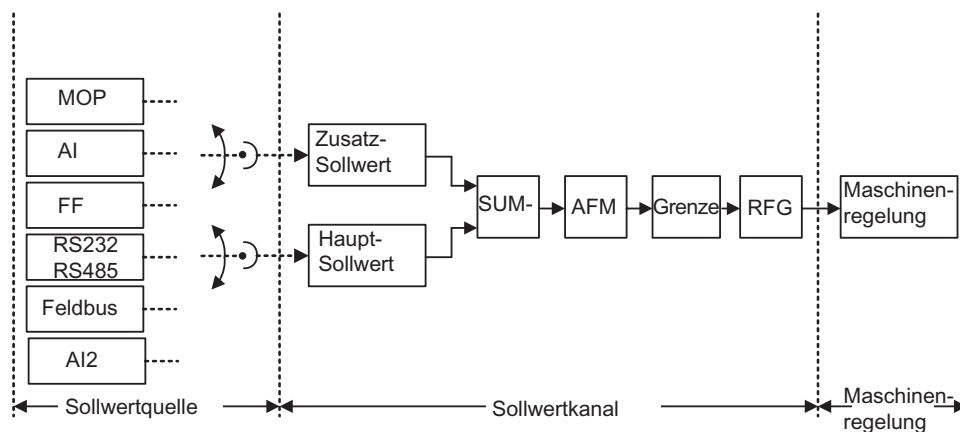 MOP
AI
FF
RS232
RS485
Feldbus
AI2
Zusatz-
Sollwert
Haupt-
Sollwert
SUM-
AFM
Grenze
RFG
Maschinen-
regelung
Sollwertquelle
Sollwertkanal
Maschinen-
regelung